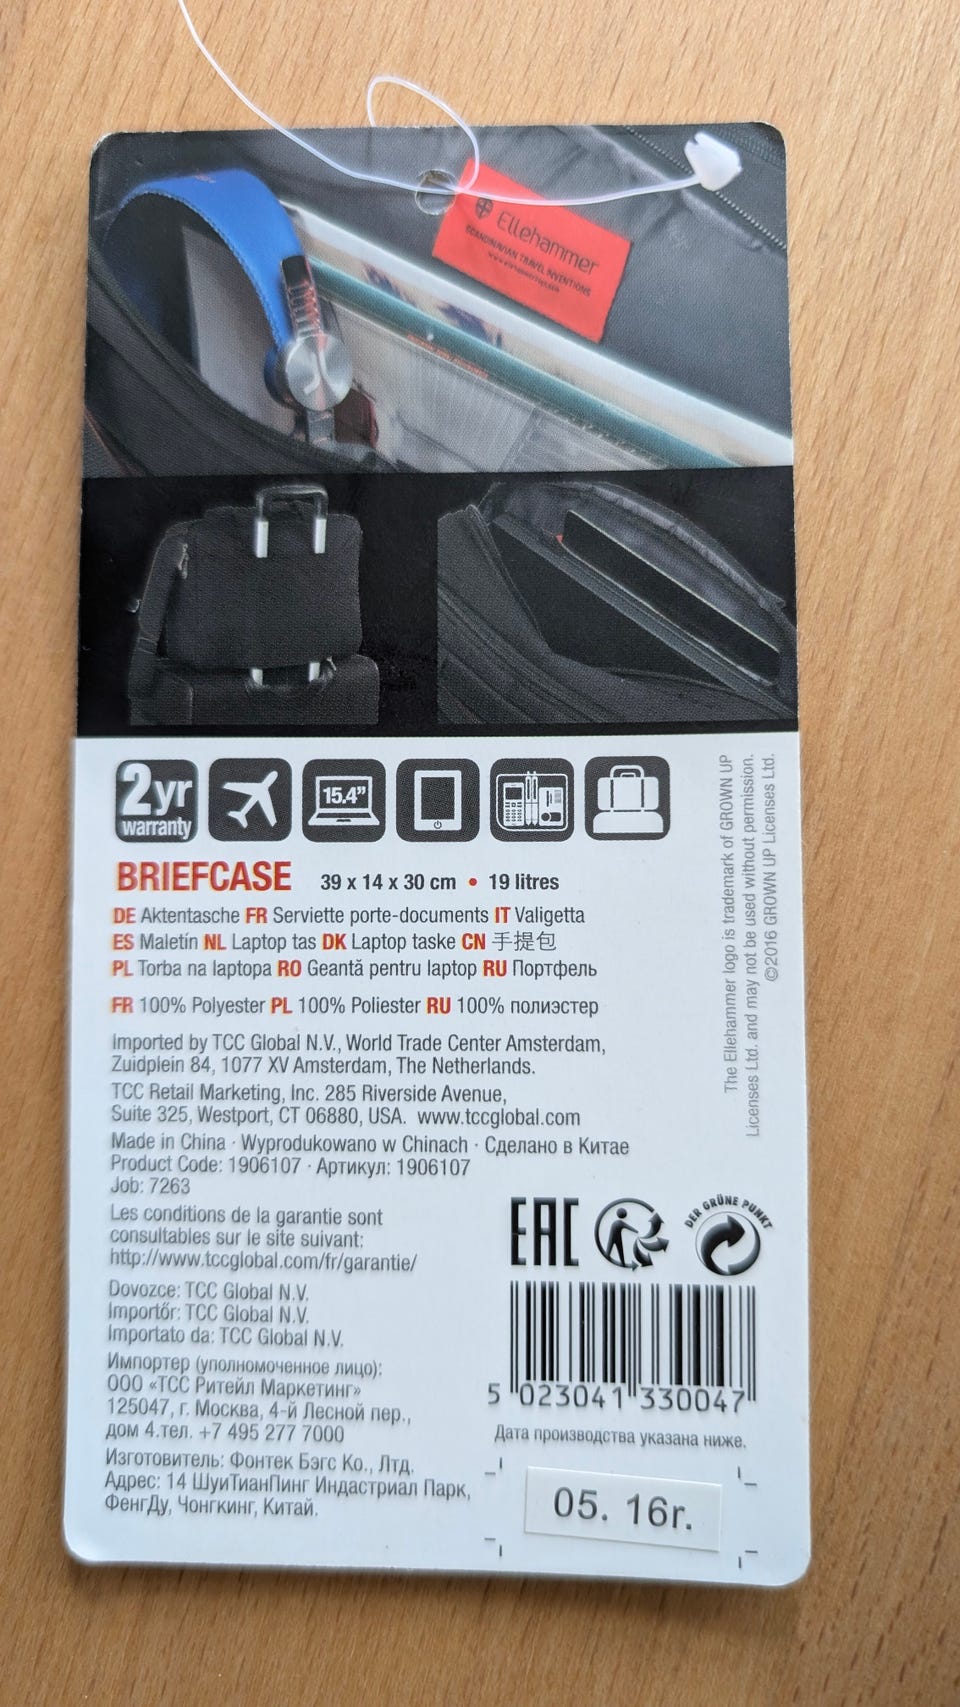 Ellehammer
SCANDINAVIAN TRAVEL INVENTIONS
2yr
warranty
15.4"
BRIEFCASE 39 x 14 x 30 cm • 19 litres
DE Aktentasche FR Serviette porte-documents IT Valigetta
ES Maletín NL Laptop tas DK Laptop taske CN 手提包
PL Torba na laptopa RO Geantă pentru laptop RU Портфель
FR 100% Polyester PL 100% Poliester RU 100% полиэстер
Imported by TCC Global N.V., World Trade Center Amsterdam,
Zuidplein 84, 1077 XV Amsterdam, The Netherlands.
TCC Retail Marketing, Inc. 285 Riverside Avenue,
Suite 325, Westport, CT 06880, USA. www.tccglobal.com
Made in China · Wyprodukowano w Chinach · Сделано в Китае
Product Code: 1906107 · Артикул: 1906107
Job: 7263
Les conditions de la garantie sont
consultables sur le site suivant:
http://www.tccglobal.com/fr/garantie/
Dovozce: TCC Global N.V.
Importőr: TCC Global N.V.
Importato da: TCC Global N.V.
Импортер (уполномоченное лицо):
ООО «ТСС Ритейл Маркетинг»
125047, г. Москва, 4-й Лесной пер.,
дом 4.тел. +7 495 277 7000
Изготовитель: Фонтек Бэгс Ко., Лтд.
Адрес: 14 ШуиТианПинг Индастриал Парк,
ФенгДу, Чонгкинг, Китай.
The Ellehammer logo is trademark of GROWN UP
Licenses Ltd. and may not be used without permission.
©2016 GROWN UP Licenses Ltd.
EAC
DER GRÜNE PUNKT
5 023041 330047
Дата производства указана ниже.
05. 16г.